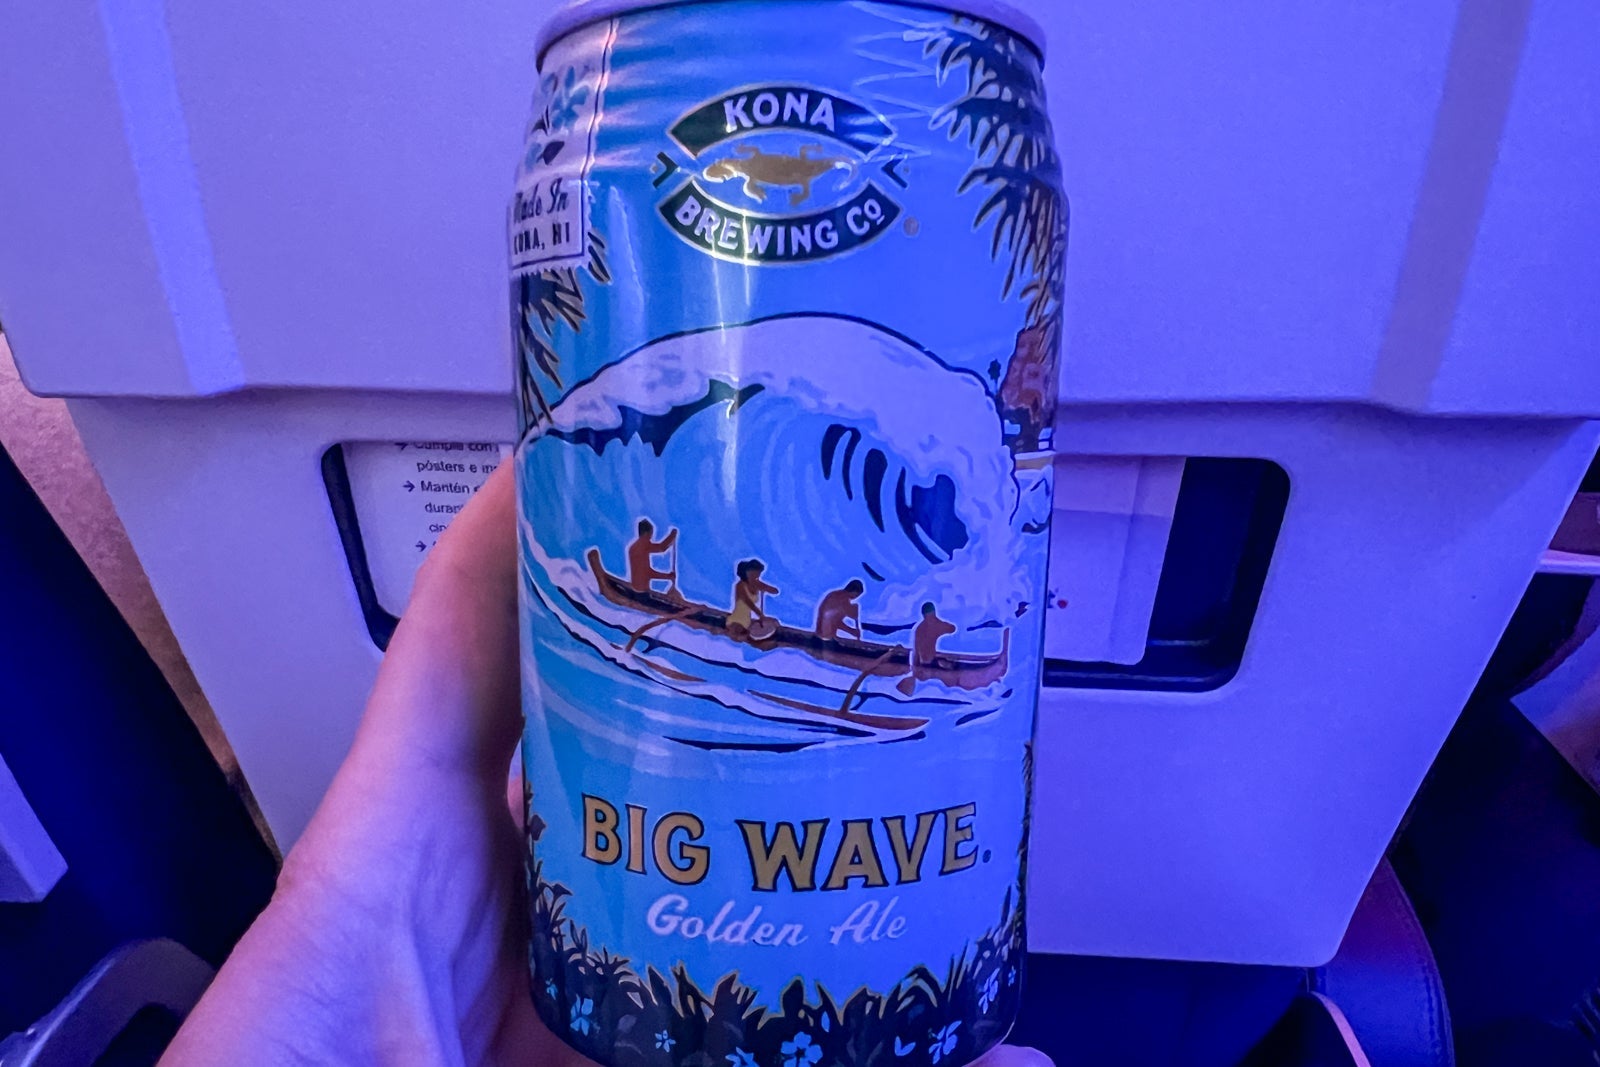 KONA
BREWING CO
Made In
KONA, HI
BIG WAVE.
Golden Ale
→ Cumple con
pósters e
→ Mantén